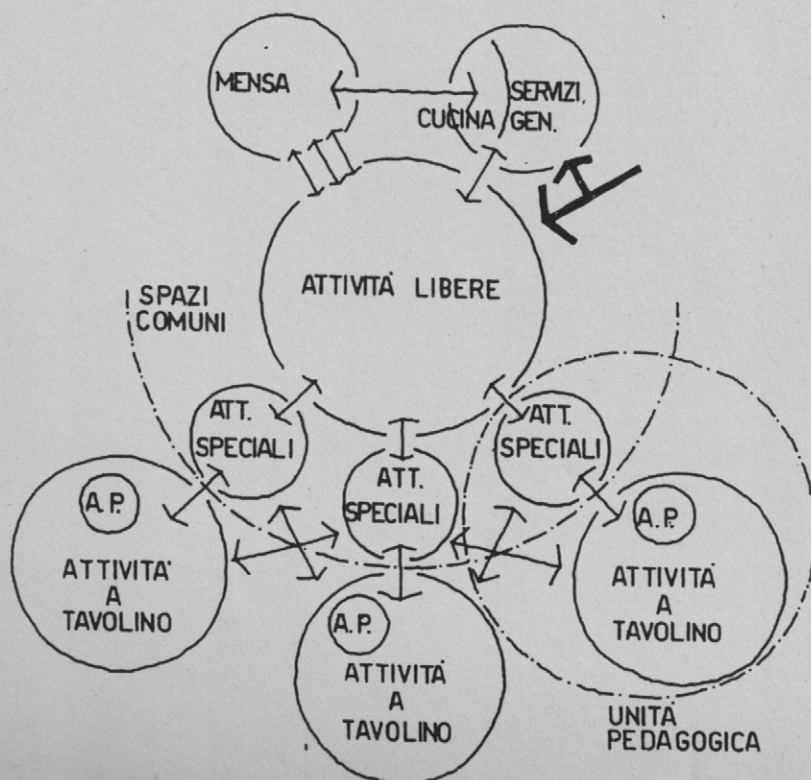 MENSA
CUCINA
SERVIZI
GEN.
ATTIVITÀ LIBERE
SPAZI
COMUNI
ATT.
SPECIALI
ATT.
SPECIALI
ATT.
SPECIALI
A.P.
ATTIVITÀ
A
TAVOLINO
A.P.
ATTIVITÀ
A
TAVOLINO
A.P.
ATTIVITÀ
A
TAVOLINO
UNITÀ
PEDAGOGICA